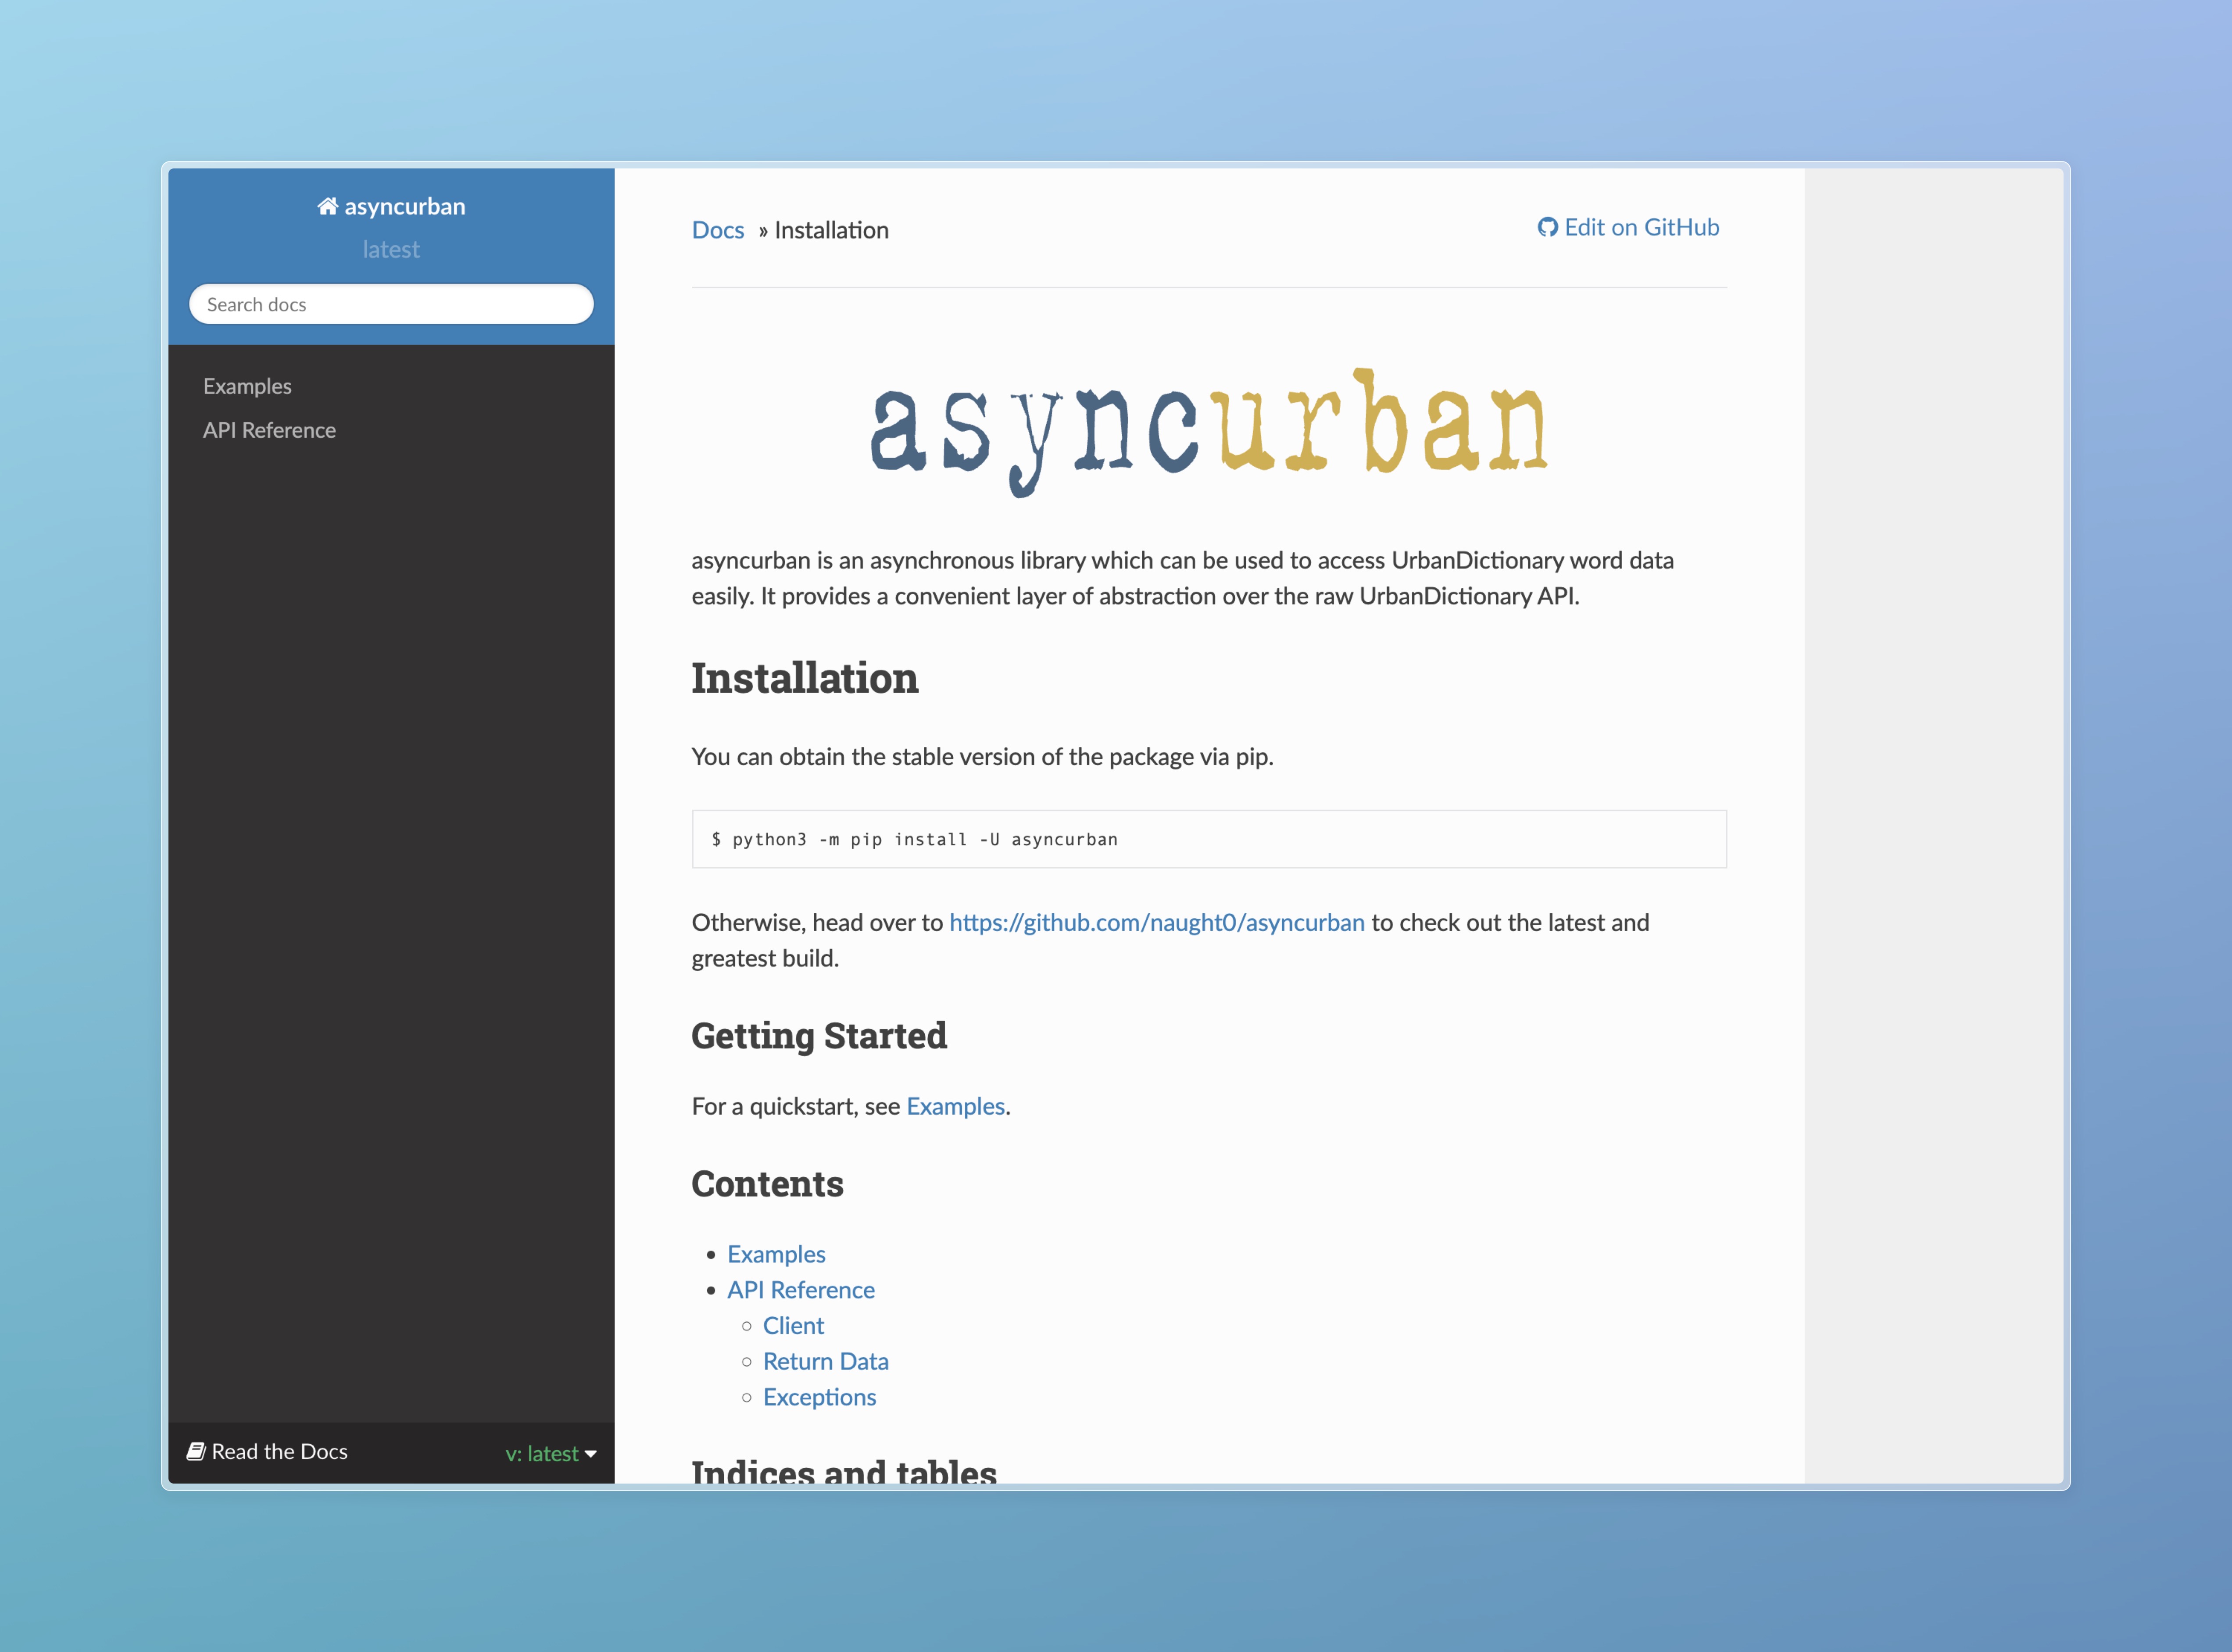 asyncurban
latest
Search docs
Examples
API Reference
Read the Docs
v: latest
Docs » Installation
Edit on GitHub
asyncurban
asyncurban is an asynchronous library which can be used to access UrbanDictionary word data
easily. It provides a convenient layer of abstraction over the raw UrbanDictionary API.
Installation
You can obtain the stable version of the package via pip.
$ python3 -m pip install -U asyncurban
Otherwise, head over to https://github.com/naught0/asyncurban to check out the latest and
greatest build.
Getting Started
For a quickstart, see Examples.
Contents
• Examples
• API Reference
○ Client
○ Return Data
○ Exceptions
Indices and tables